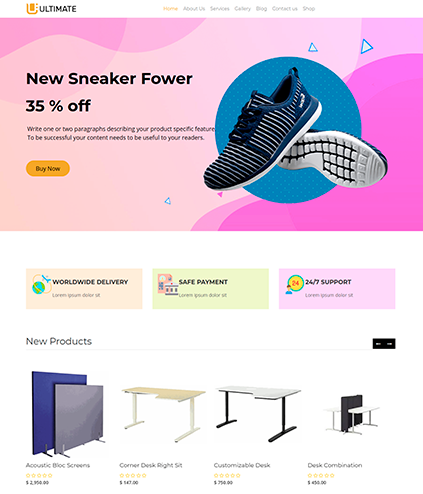 ULTIMATE
Home About Us Services Gallery Blog Contact us Shop
New Sneaker Fower
35 % off
Write one or two paragraphs describing your product specific feature.
To be successful your content needs to be useful to your readers.
Buy Now
WORLDWIDE DELIVERY
Lorem ipsum dolor sit
SAFE PAYMENT
Lorem ipsum dolor sit
24/7 SUPPORT
Lorem ipsum dolor sit
New Products
Acoustic Bloc Screens
Corner Desk Right Sit
Customizable Desk
Desk Combination
$ 2,950.00
$ 147.00
$ 750.00
$ 450.00